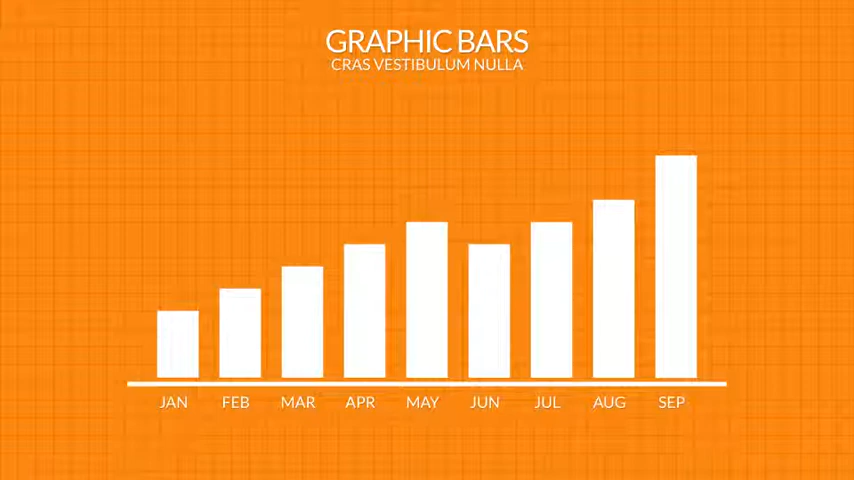 GRAPHIC BARS
CRAS VESTIBULUM NULLA
JAN FEB MAR APR MAY JUN JUL AUG SEP